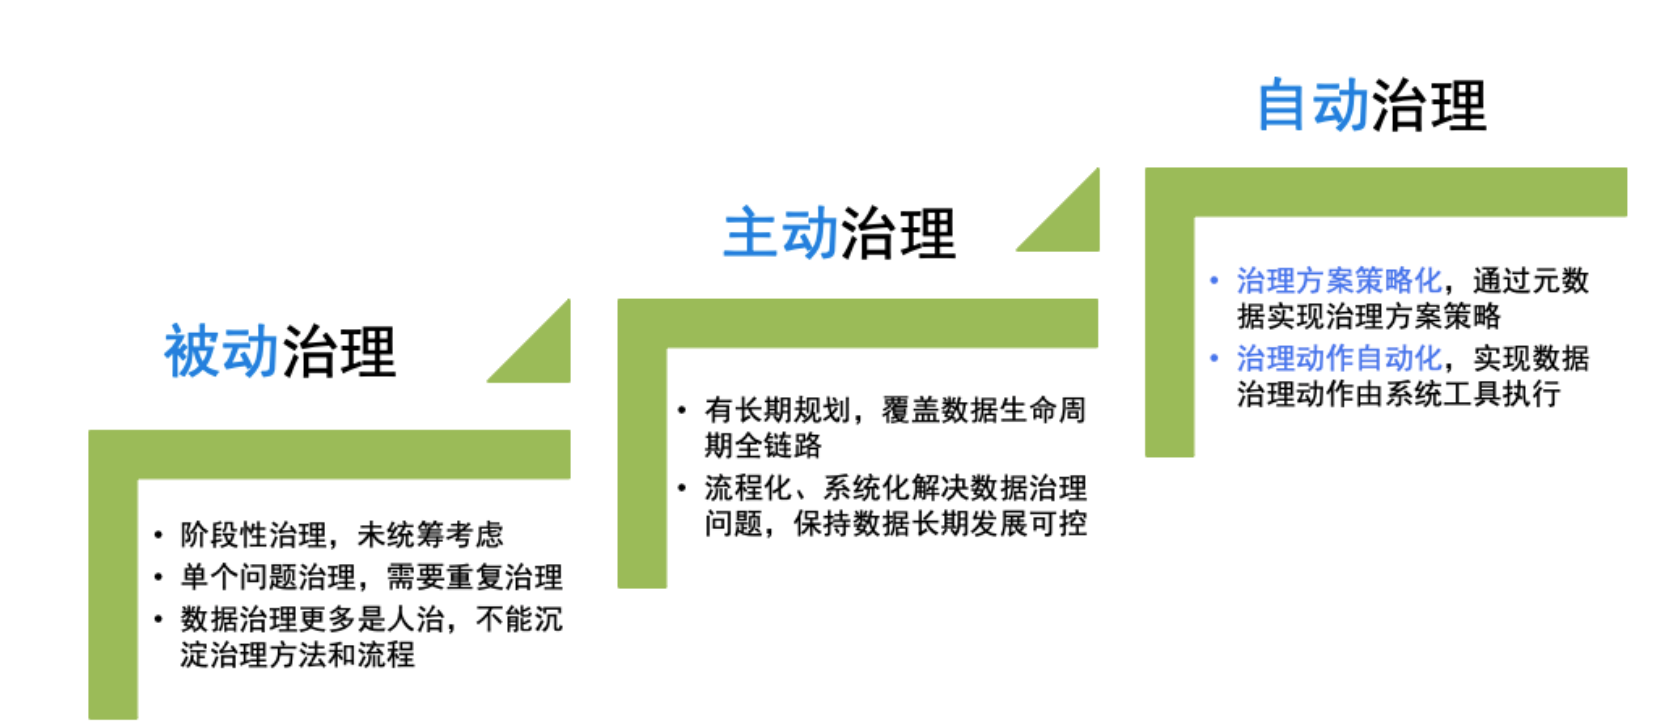 被动治理
• 阶段性治理，未统筹考虑
• 单个问题治理，需要重复治理
• 数据治理更多是人治，不能沉
淀治理方法和流程
主动治理
• 有长期规划，覆盖数据生命周
期全链路
• 流程化、系统化解决数据治理
问题，保持数据长期发展可控
自动治理
• 治理方案策略化，通过元数
据实现治理方案策略
• 治理动作自动化，实现数据
治理动作由系统工具执行